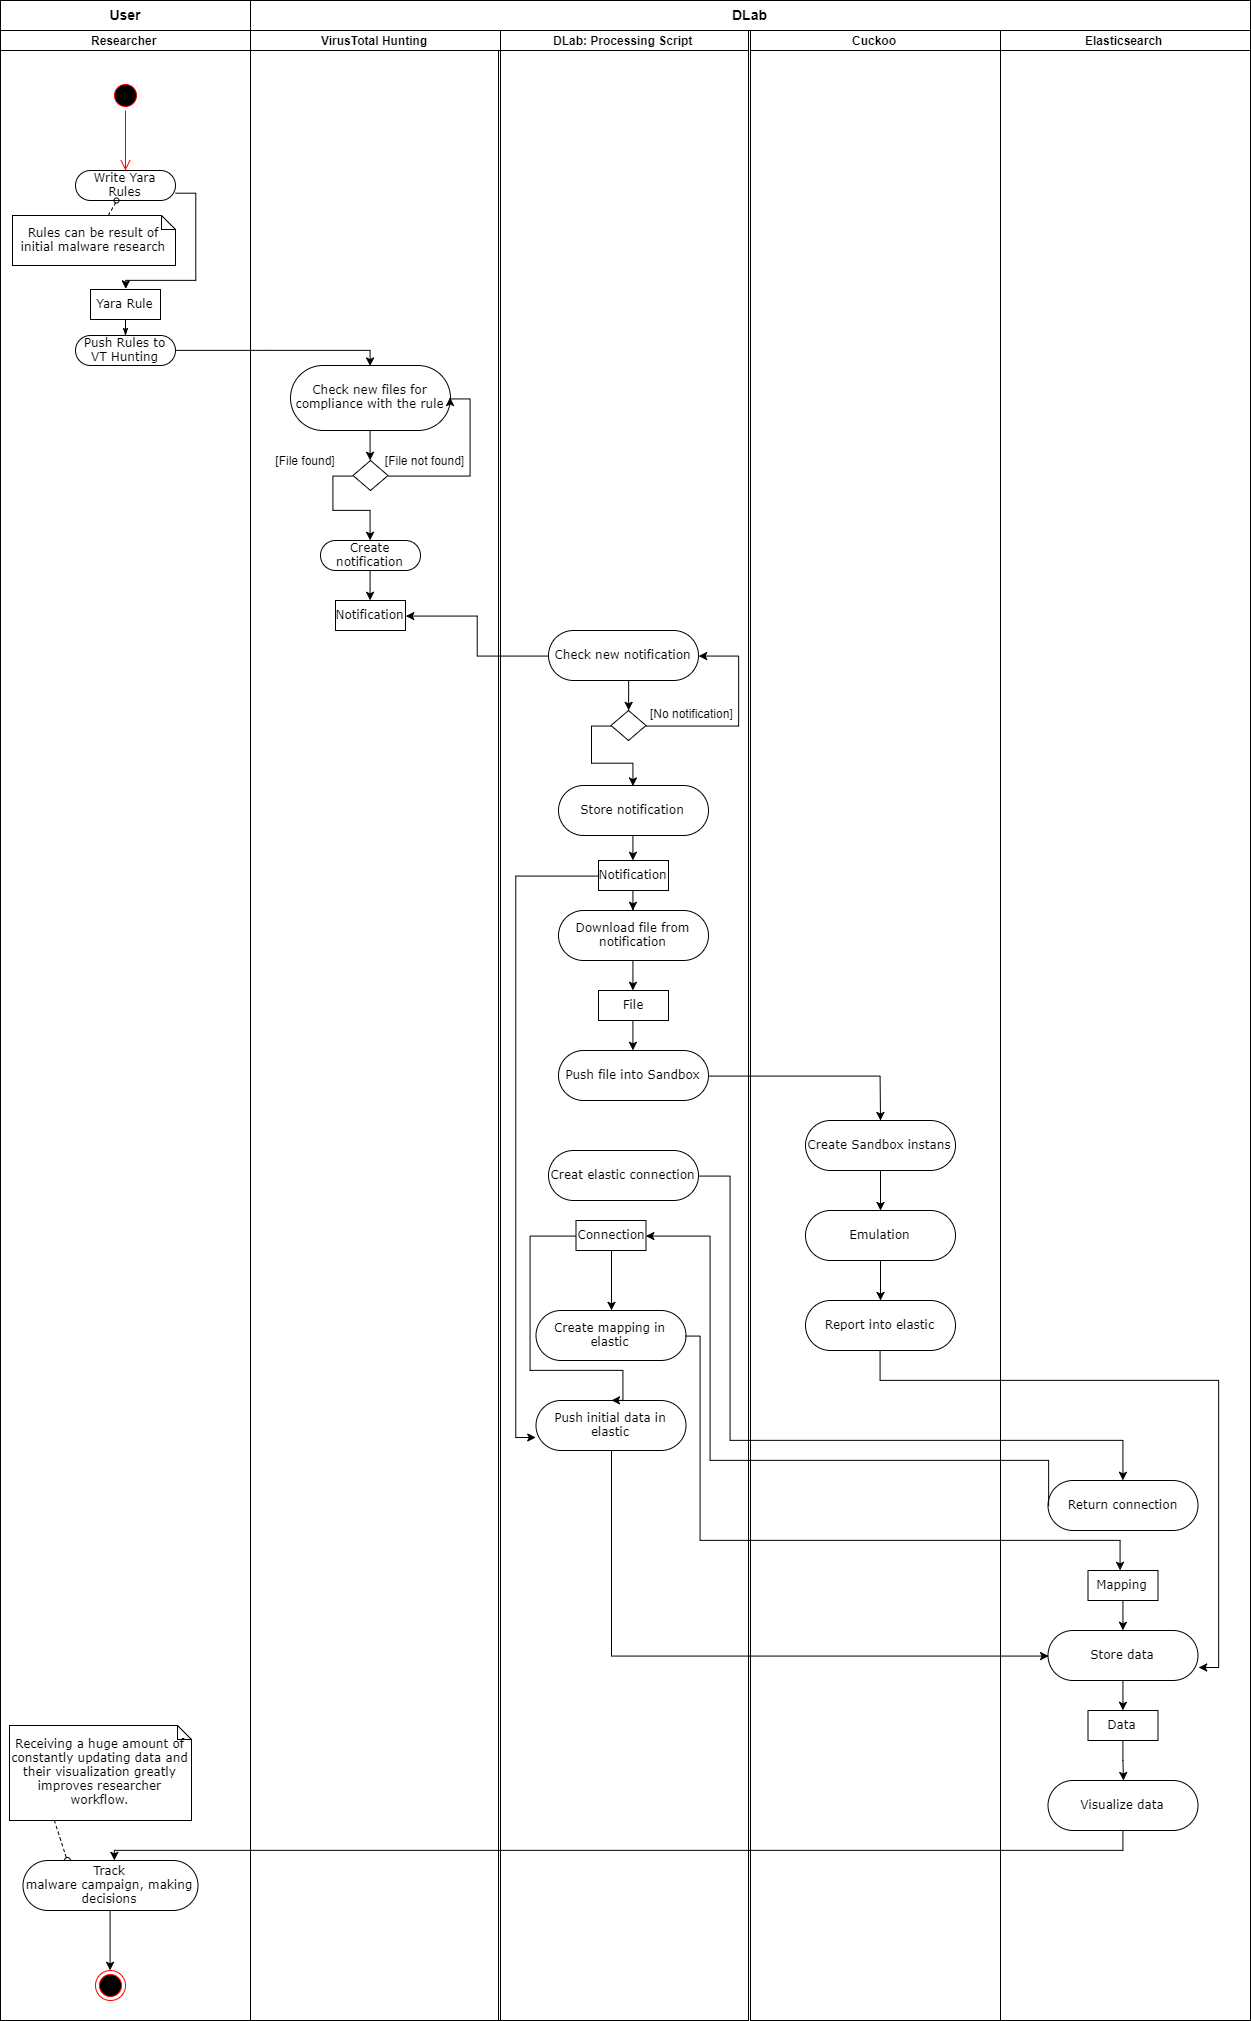 User
DLab
Researcher
VirusTotal Hunting
DLab: Processing Script
Cuckoo
Elasticsearch
Write Yara
Rules
Rules can be result of
initial malware research
Yara Rule
Push Rules to
VT Hunting
Check new files for
compliance with the rule
[File found]
[File not found]
Create
notification
Notification
Check new notification
[No notification]
Store notification
Notification
Download file from
notification
File
Push file into Sandbox
Create Sandbox instans
Creat elastic connection
Connection
Emulation
Create mapping in
elastic
Report into elastic
Push initial data in
elastic
Return connection
Mapping
Store data
Data
Visualize data
Receiving a huge amount of
constantly updating data and
their visualization greatly
improves researcher
workflow.
Track
malware campaign, making
decisions